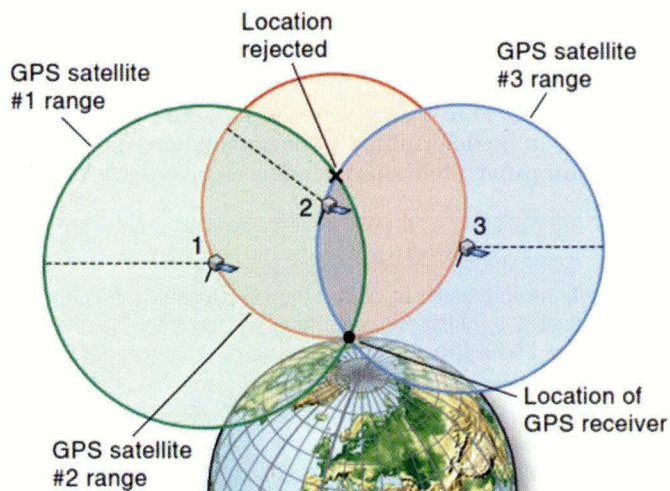 Location
rejected
GPS satellite
#1 range
GPS satellite
#3 range
2
1
3
Location of
GPS receiver
GPS satellite
#2 range